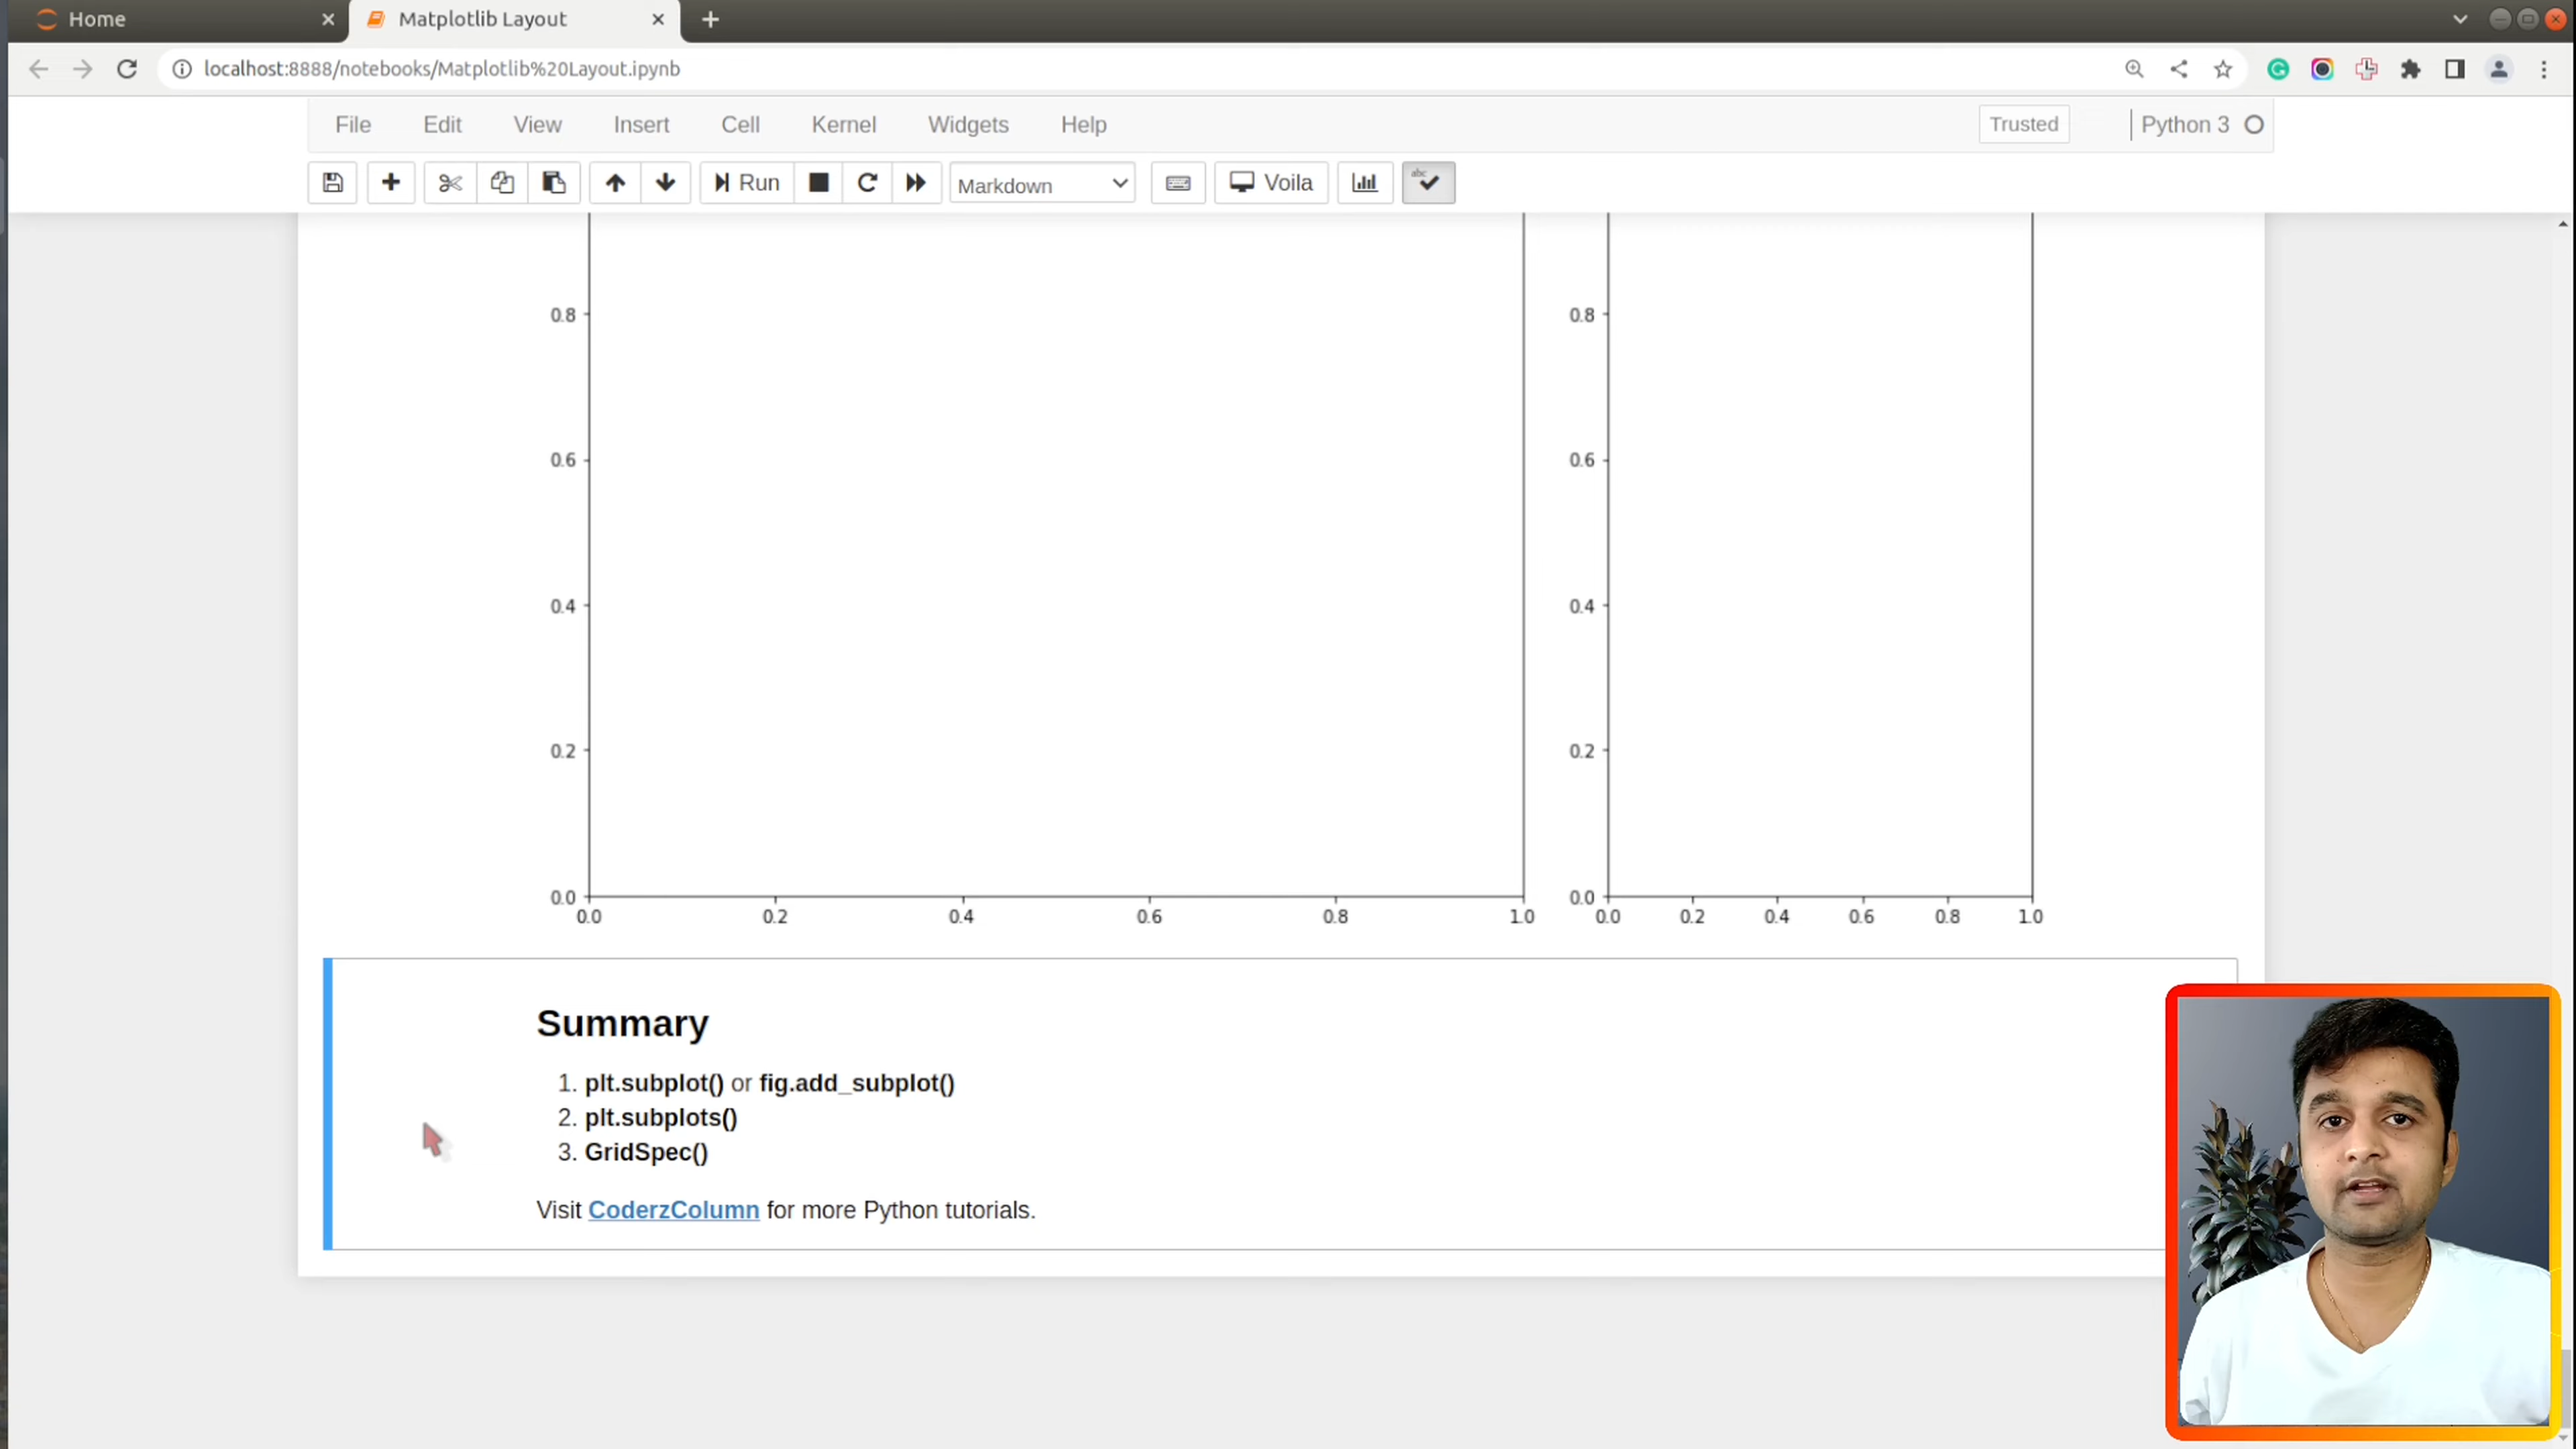 Home
Matplotlib Layout
localhost:8888/notebooks/Matplotlib%20Layout.ipynb
File Edit View Insert Cell Kernel Widgets Help Trusted Python 3
Run Markdown Voila abc
0.8 0.8
0.6 0.6
0.4 0.4
0.2 0.2
0.0 0.0
0.0 0.2 0.4 0.6 0.8 1.0 0.0 0.2 0.4 0.6 0.8 1.0
Summary
1. plt.subplot() or fig.add_subplot()
2. plt.subplots()
3. GridSpec()
Visit CoderzColumn for more Python tutorials.